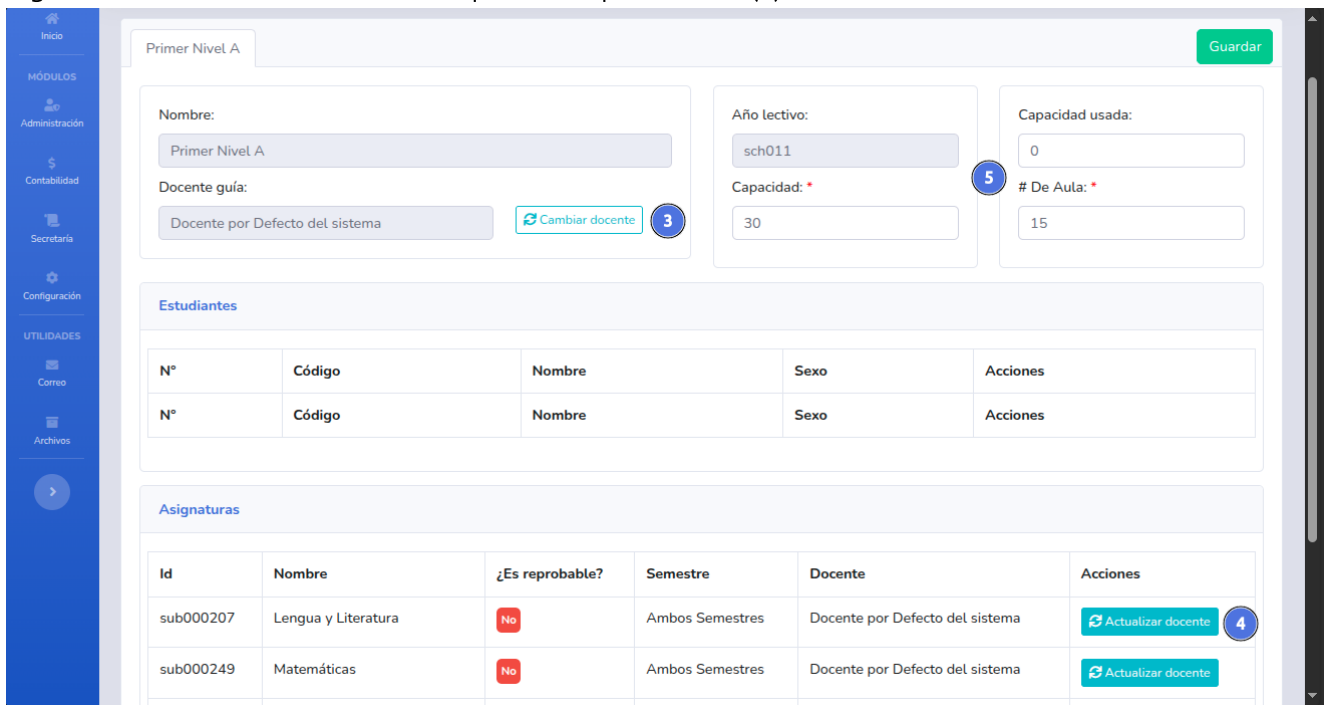 Inicio
MÓDULOS
Administración
Contabilidad
Secretaría
Configuración
UTILIDADES
Correo
Archivos
Primer Nivel A
Guardar
Nombre:
Primer Nivel A
Docente guía:
Docente por Defecto del sistema
Cambiar docente
3
Año lectivo:
sch011
Capacidad: *
30
5
Capacidad usada:
0
# De Aula: *
15
Estudiantes
N° Código Nombre Sexo Acciones
N° Código Nombre Sexo Acciones
Asignaturas
Id Nombre ¿Es reprobable? Semestre Docente Acciones
sub000207 Lengua y Literatura No Ambos Semestres Docente por Defecto del sistema Actualizar docente 4
sub000249 Matemáticas No Ambos Semestres Docente por Defecto del sistema Actualizar docente